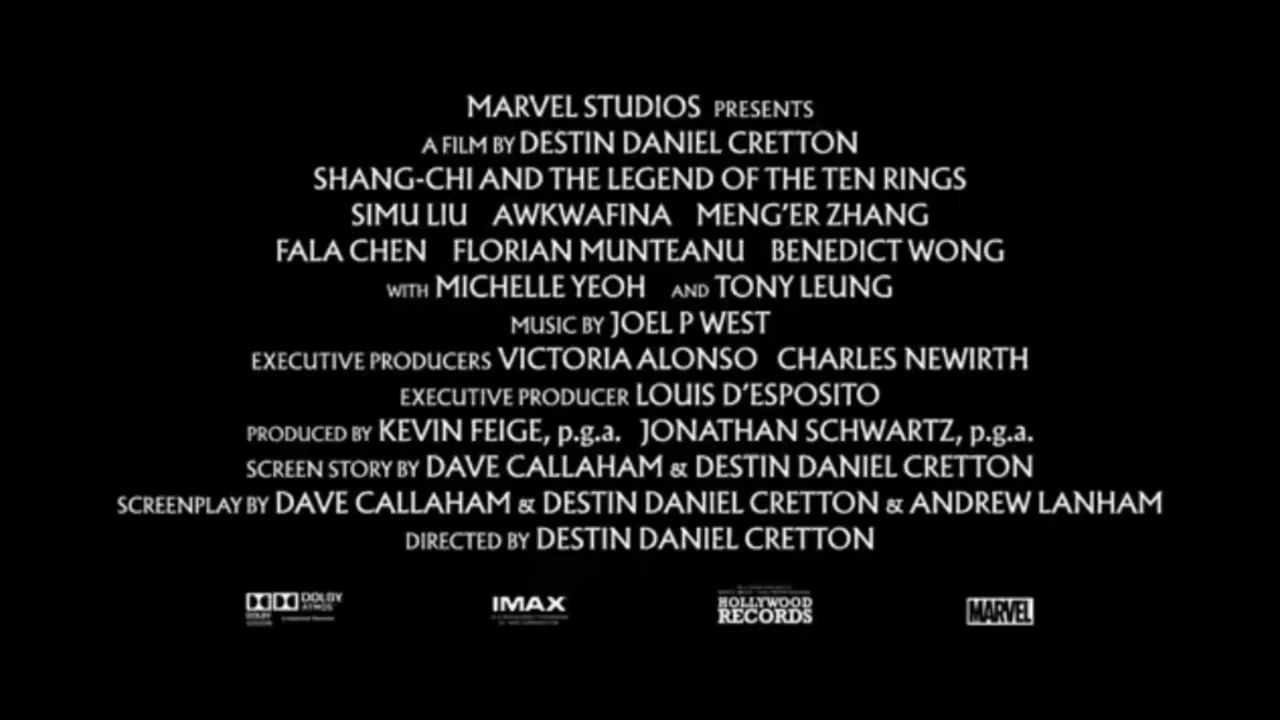 MARVEL STUDIOS PRESENTS
A FILM BY DESTIN DANIEL CRETTON
SHANG-CHI AND THE LEGEND OF THE TEN RINGS
SIMU LIU AWKWAFINA MENG'ER ZHANG
FALA CHEN FLORIAN MUNTEANU BENEDICT WONG
WITH MICHELLE YEOH AND TONY LEUNG
MUSIC BY JOEL P WEST
EXECUTIVE PRODUCERS VICTORIA ALONSO CHARLES NEWIRTH
EXECUTIVE PRODUCER LOUIS D'ESPOSITO
PRODUCED BY KEVIN FEIGE, p.g.a. JONATHAN SCHWARTZ, p.g.a.
SCREEN STORY BY DAVE CALLAHAM & DESTIN DANIEL CRETTON
SCREENPLAY BY DAVE CALLAHAM & DESTIN DANIEL CRETTON & ANDREW LANHAM
DIRECTED BY DESTIN DANIEL CRETTON
DOLBY ATMOS
DOLBY VISION
IMAX
HOLLYWOOD RECORDS
MARVEL